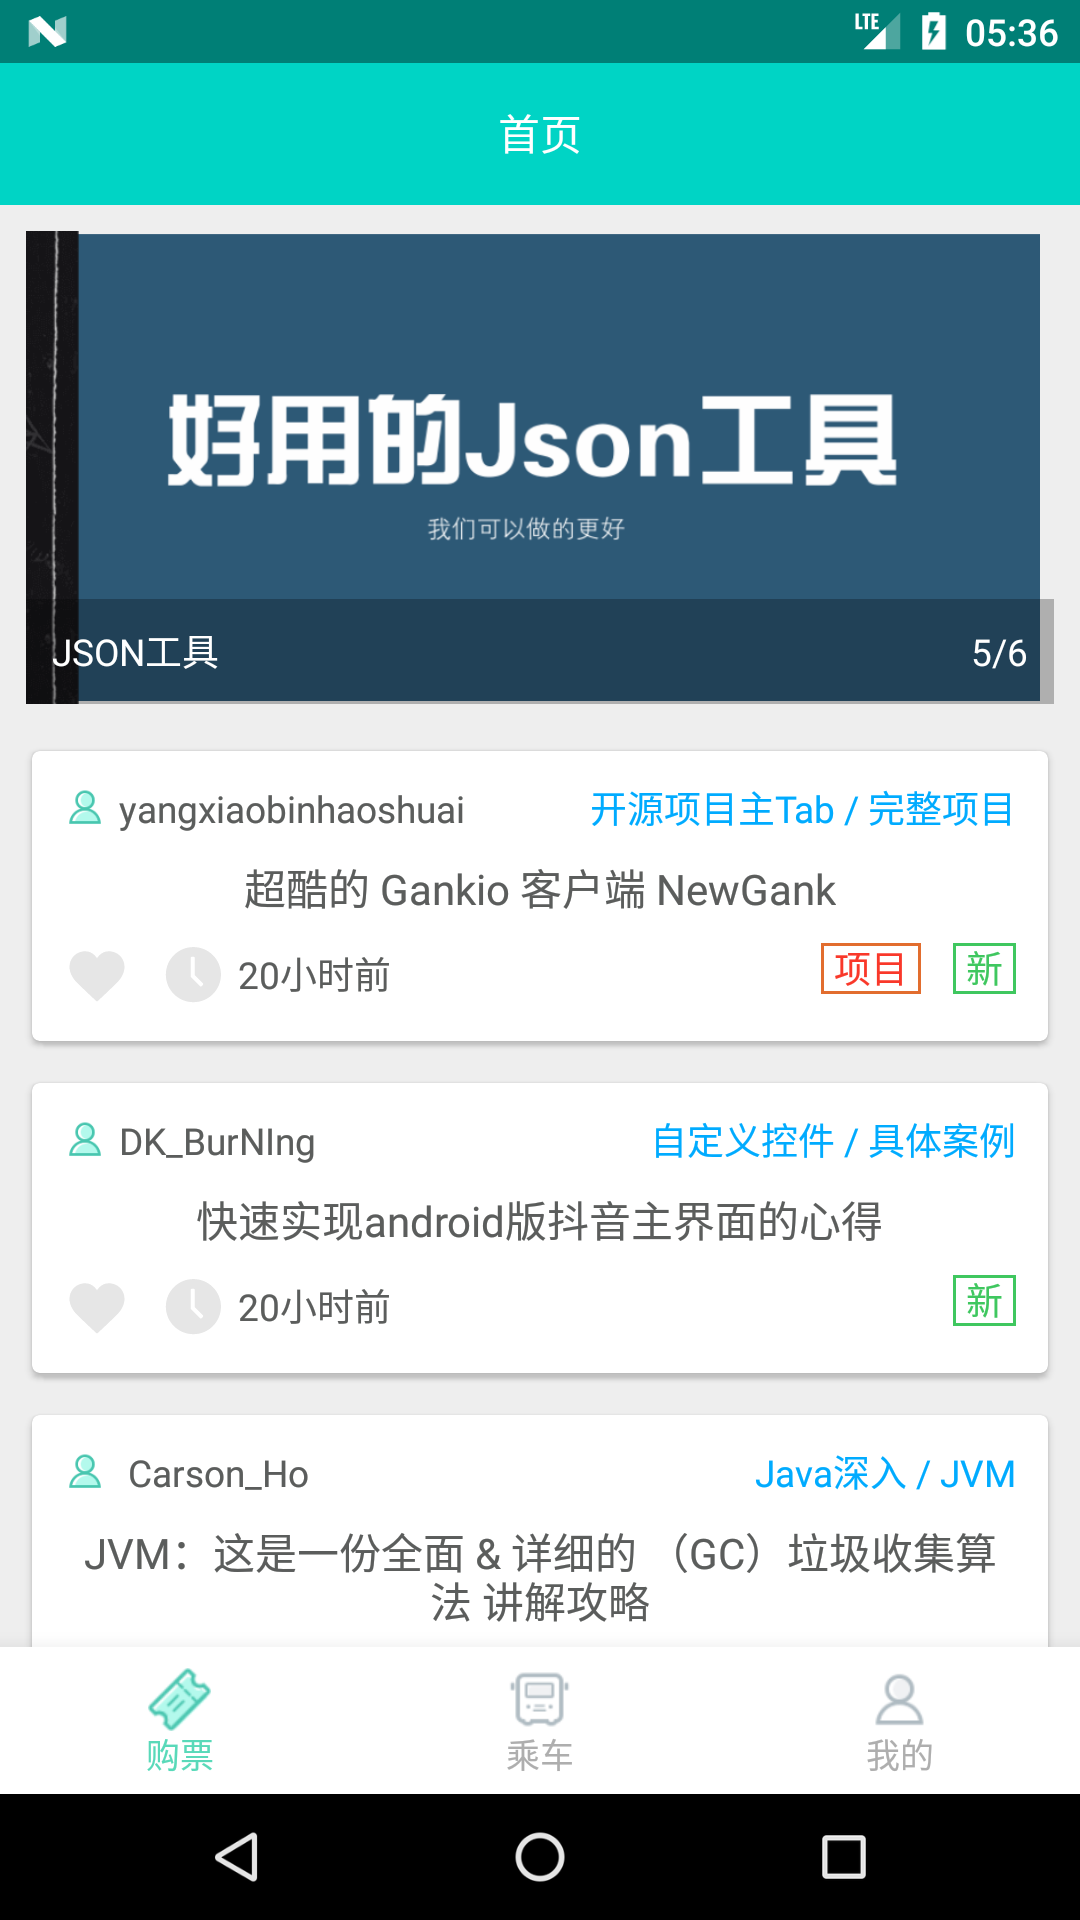 LTE 05:36
首页
好用的Json工具
我们可以做的更好
JSON工具 5/6
yangxiaobinhaoshuai 开源项目主Tab / 完整项目
超酷的 Gankio 客户端 NewGank
20小时前 项目 新
DK_BurNIng 自定义控件 / 具体案例
快速实现android版抖音主界面的心得
20小时前 新
Carson_Ho Java深入 / JVM
JVM：这是一份全面 & 详细的 （GC）垃圾收集算
法 讲解攻略
购票 乘车 我的